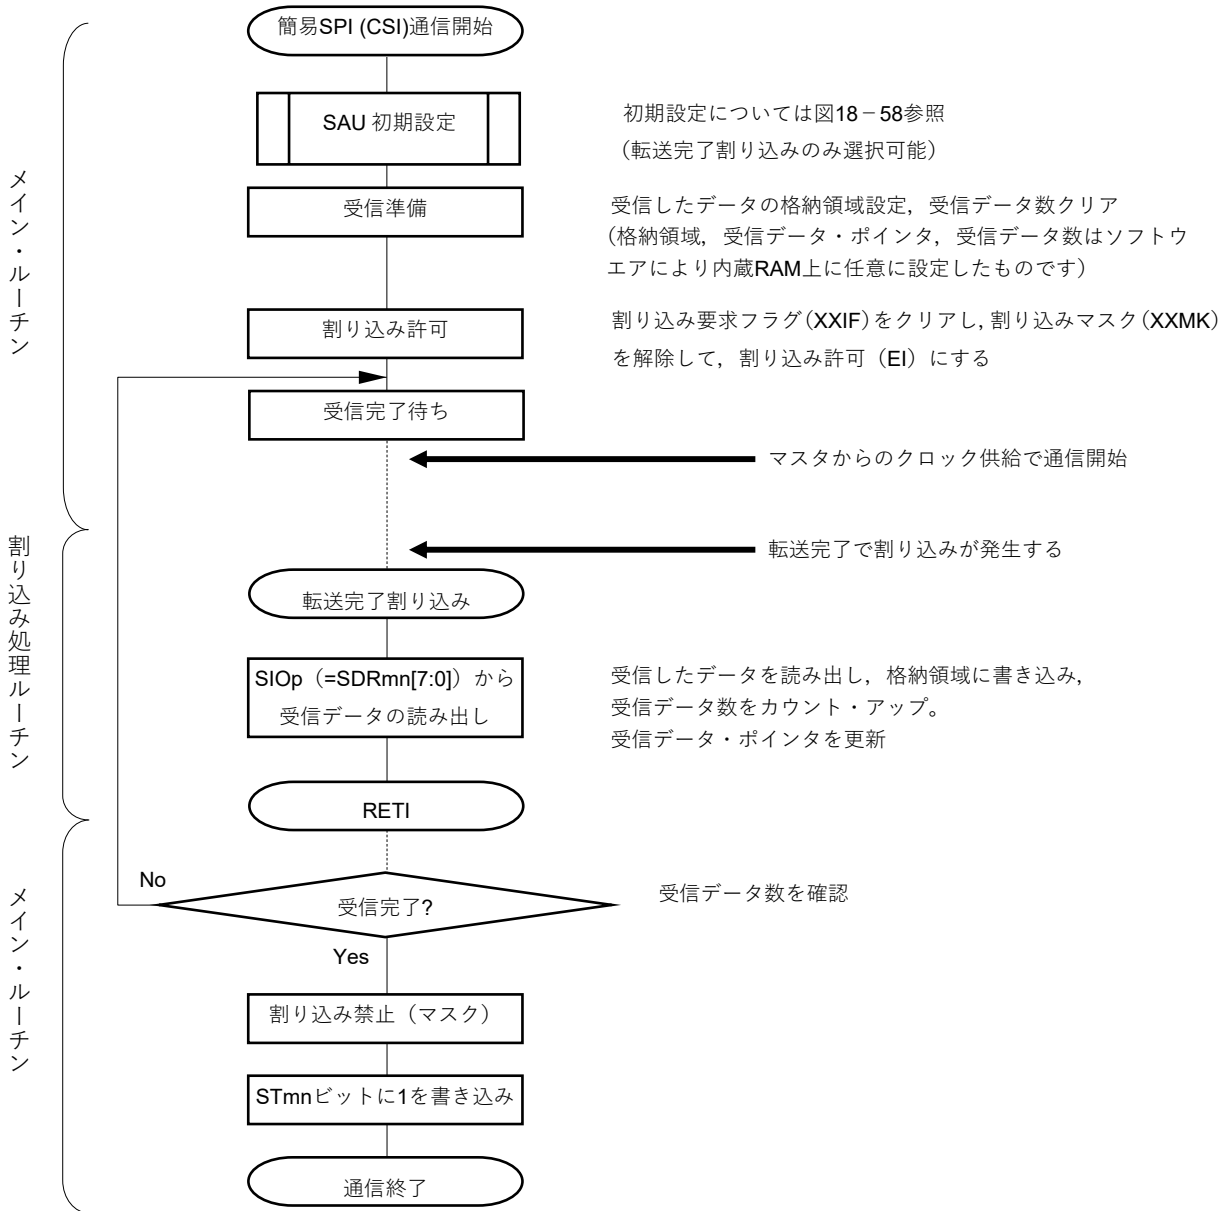 簡易SPI (CSI)通信開始
SAU 初期設定
初期設定については図18－58参照
（転送完了割り込みのみ選択可能）
メイン・ルーチン
受信準備
受信したデータの格納領域設定，受信データ数クリア
（格納領域，受信データ・ポインタ，受信データ数はソフトウ
エアにより内蔵RAM上に任意に設定したものです）
割り込み許可
割り込み要求フラグ（XXIF）をクリアし，割り込みマスク（XXMK）
を解除して，割り込み許可（EI）にする
受信完了待ち
マスタからのクロック供給で通信開始
転送完了で割り込みが発生する
割り込み処理ルーチン
転送完了割り込み
SIOp（=SDRmn[7:0]）から
受信データの読み出し
受信したデータを読み出し，格納領域に書き込み，
受信データ数をカウント・アップ。
受信データ・ポインタを更新
RETI
No
受信完了?
受信データ数を確認
Yes
メイン・ルーチン
割り込み禁止（マスク）
STmnビットに1を書き込み
通信終了